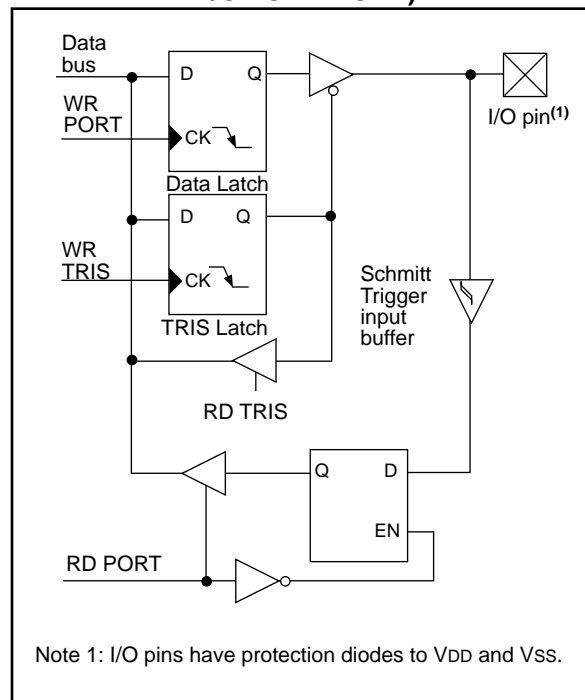 Data
bus
D Q
WR
PORT
CK
I/O pin(1)
Data Latch
D Q
WR
TRIS
CK
Schmitt
Trigger
input
buffer
TRIS Latch
RD TRIS
Q D
EN
RD PORT
Note 1: I/O pins have protection diodes to VDD and VSS.